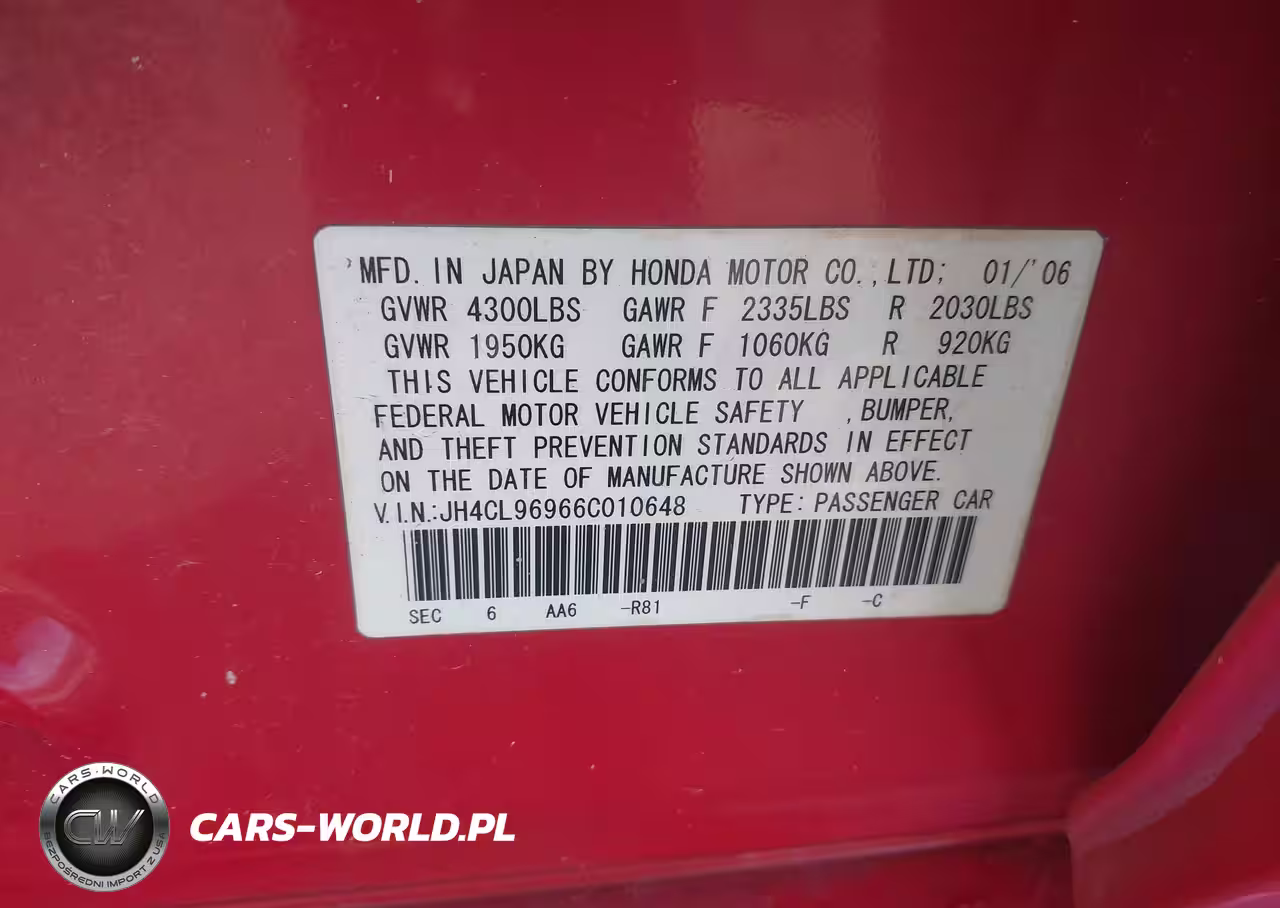 MFD. IN JAPAN BY HONDA MOTOR CO.,LTD; 01/'06
GVWR 4300LBS GAWR F 2335LBS R 2030LBS
GVWR 1950KG GAWR F 1060KG R 920KG
THIS VEHICLE CONFORMS TO ALL APPLICABLE
FEDERAL MOTOR VEHICLE SAFETY ,BUMPER,
AND THEFT PREVENTION STANDARDS IN EFFECT
ON THE DATE OF MANUFACTURE SHOWN ABOVE.
V.I.N.:JH4CL96966C010648 TYPE: PASSENGER CAR
SEC 6 AA6 -R81 -F -C
CARS-WORLD
CW
BEZPOŚREDNI IMPORT Z USA
CARS-WORLD.PL